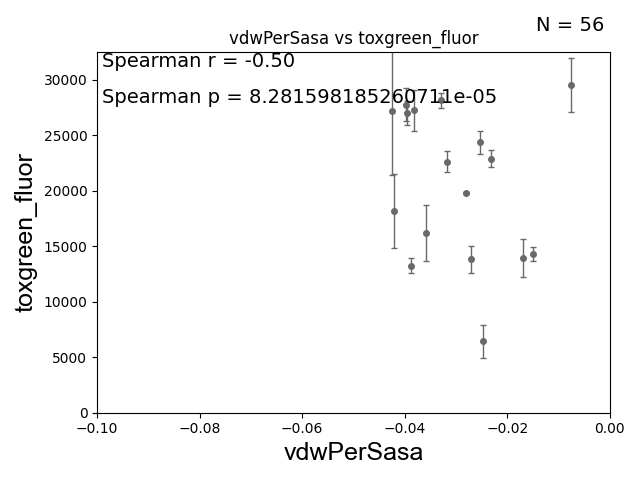 N = 56
vdwPerSasa vs toxgreen_fluor
Spearman r = -0.50
Spearman p = 8.281598185260711e-05
toxgreen_fluor
30000
25000
20000
15000
10000
5000
0
−0.10
−0.08
−0.06
−0.04
−0.02
0.00
vdwPerSasa